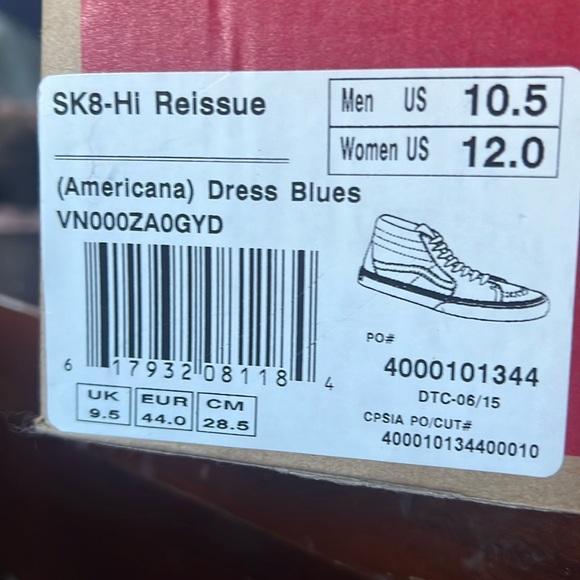 SK8-Hi Reissue
Men US 10.5
Women US 12.0
(Americana) Dress Blues
VN000ZA0GYD
6 17932 08118 4
UK 9.5
EUR 44.0
CM 28.5
PO#
4000101344
DTC-06/15
CPSIA PO/CUT#
400010134400010